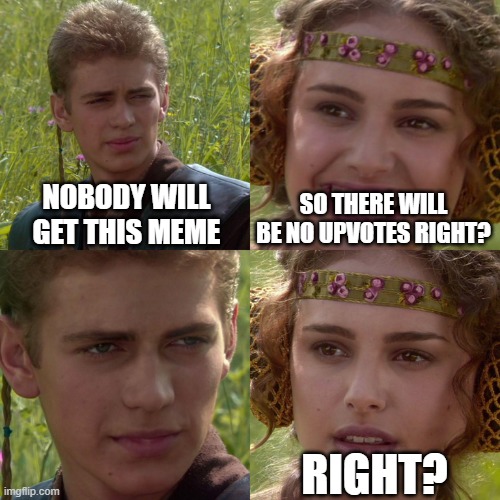 NOBODY WILL
GET THIS MEME
SO THERE WILL
BE NO UPVOTES RIGHT?
RIGHT?
imgflip.com